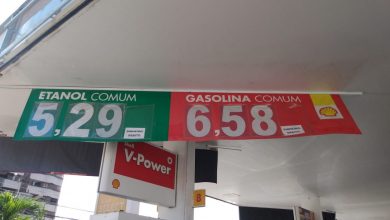 ETANOL COMUM
5,29
GASOLINA COMUM
6,58
V-Power
B